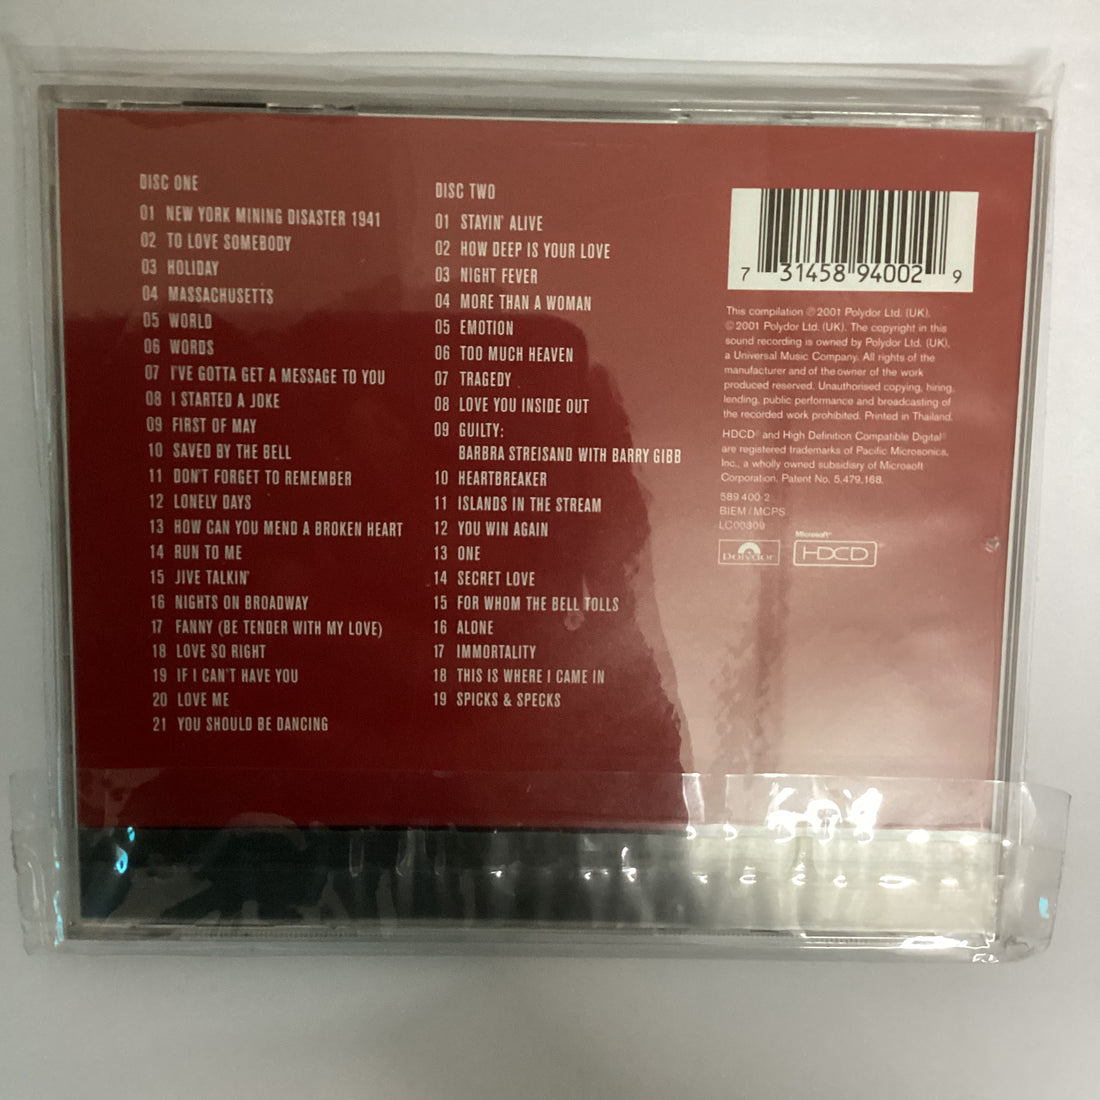 DISC ONE
01 NEW YORK MINING DISASTER 1941
02 TO LOVE SOMEBODY
03 HOLIDAY
04 MASSACHUSETTS
05 WORLD
06 WORDS
07 I'VE GOTTA GET A MESSAGE TO YOU
08 I STARTED A JOKE
09 FIRST OF MAY
10 SAVED BY THE BELL
11 DON'T FORGET TO REMEMBER
12 LONELY DAYS
13 HOW CAN YOU MEND A BROKEN HEART
14 RUN TO ME
15 JIVE TALKIN'
16 NIGHTS ON BROADWAY
17 FANNY (BE TENDER WITH MY LOVE)
18 LOVE SO RIGHT
19 IF I CAN'T HAVE YOU
20 LOVE ME
21 YOU SHOULD BE DANCING
DISC TWO
01 STAYIN' ALIVE
02 HOW DEEP IS YOUR LOVE
03 NIGHT FEVER
04 MORE THAN A WOMAN
05 EMOTION
06 TOO MUCH HEAVEN
07 TRAGEDY
08 LOVE YOU INSIDE OUT
09 GUILTY:
BARBRA STREISAND WITH BARRY GIBB
10 HEARTBREAKER
11 ISLANDS IN THE STREAM
12 YOU WIN AGAIN
13 ONE
14 SECRET LOVE
15 FOR WHOM THE BELL TOLLS
16 ALONE
17 IMMORTALITY
18 THIS IS WHERE I CAME IN
19 SPICKS & SPECKS
7 31458 94002 9
This compilation ℗ 2001 Polydor Ltd. (UK).
© 2001 Polydor Ltd. (UK). The copyright in this
sound recording is owned by Polydor Ltd. (UK),
a Universal Music Company. All rights of the
manufacturer and of the owner of the work
produced reserved. Unauthorised copying, hiring,
lending, public performance and broadcasting of
the recorded work prohibited. Printed in Thailand.
HDCD® and High Definition Compatible Digital®
are registered trademarks of Pacific Microsonics,
Inc., a wholly owned subsidiary of Microsoft
Corporation. Patent No. 5,479,168.
589 400-2
BIEM / MCPS
LC00309
Polydor
Microsoft®
HDCD®